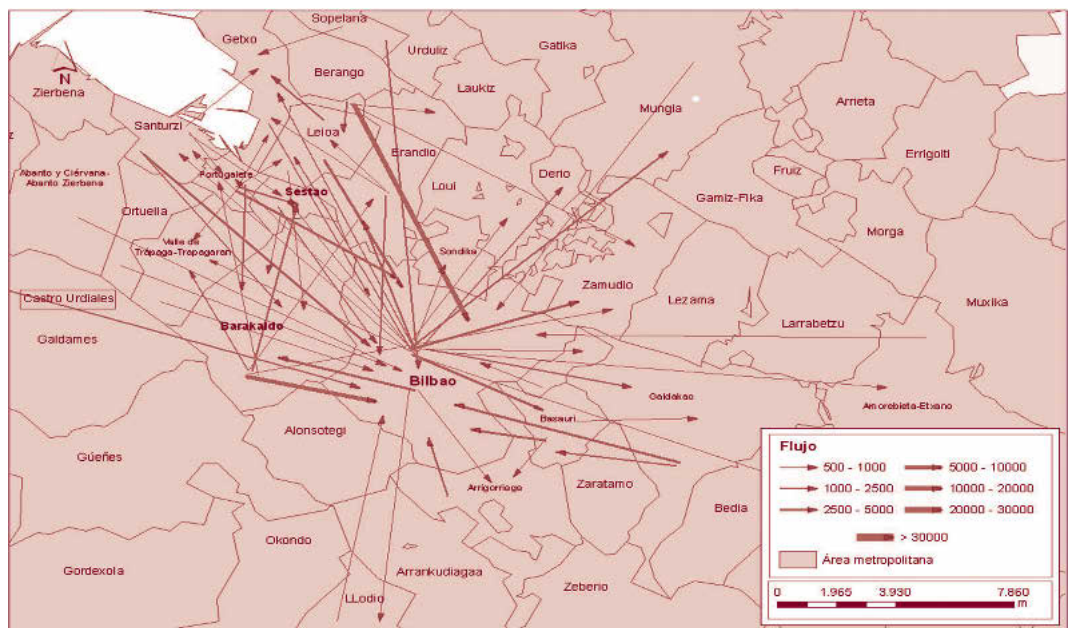 Sopelana
Getxo
Urduliz
Gatika
Berango
N
Zierbena
Laukiz
Mungia
Arrieta
Santurzi
Leioa
Erandio
Errigoiti
Abanto y Ciérvana-
Abanto Zierbena
Portugalete
Derio
Fruiz
Sestao
Loui
Gamiz-Fika
Ortuella
Morga
Valle de
Trápaga-Trapagaran
Sondika
Zamudio
Lezama
Muxika
Castro Urdiales
Barakaldo
Larrabetzu
Galdames
Bilbao
Galdakao
Amorebieta-Etxano
Basauri
Alonsotegi
Güeñes
Arrigorriaga
Zaratamo
Bedia
Okondo
Gordexola
Arrankudiagaa
Zeberio
LLodio
Flujo
500 - 1000
5000 - 10000
1000 - 2500
10000 - 20000
2500 - 5000
20000 - 30000
> 30000
Área metropolitana
0 1.965 3.930 7.860
m